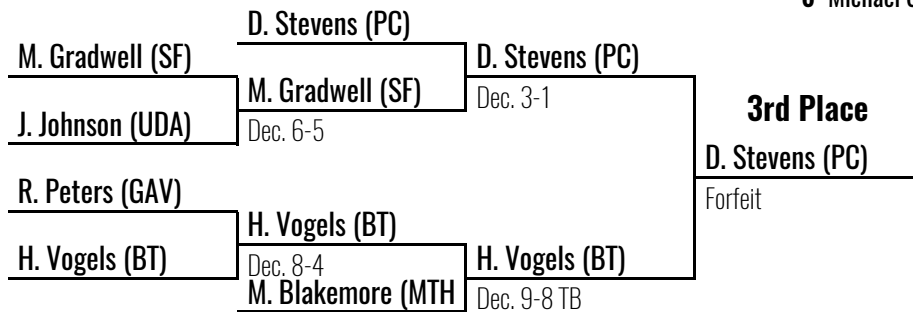 Michael
D. Stevens (PC)
M. Gradwell (SF)
D. Stevens (PC)
M. Gradwell (SF)
Dec. 3-1
3rd Place
J. Johnson (UDA)
Dec. 6-5
D. Stevens (PC)
R. Peters (GAV)
Forfeit
H. Vogels (BT)
H. Vogels (BT)
Dec. 8-4
H. Vogels (BT)
M. Blakemore (MTH
Dec. 9-8 TB